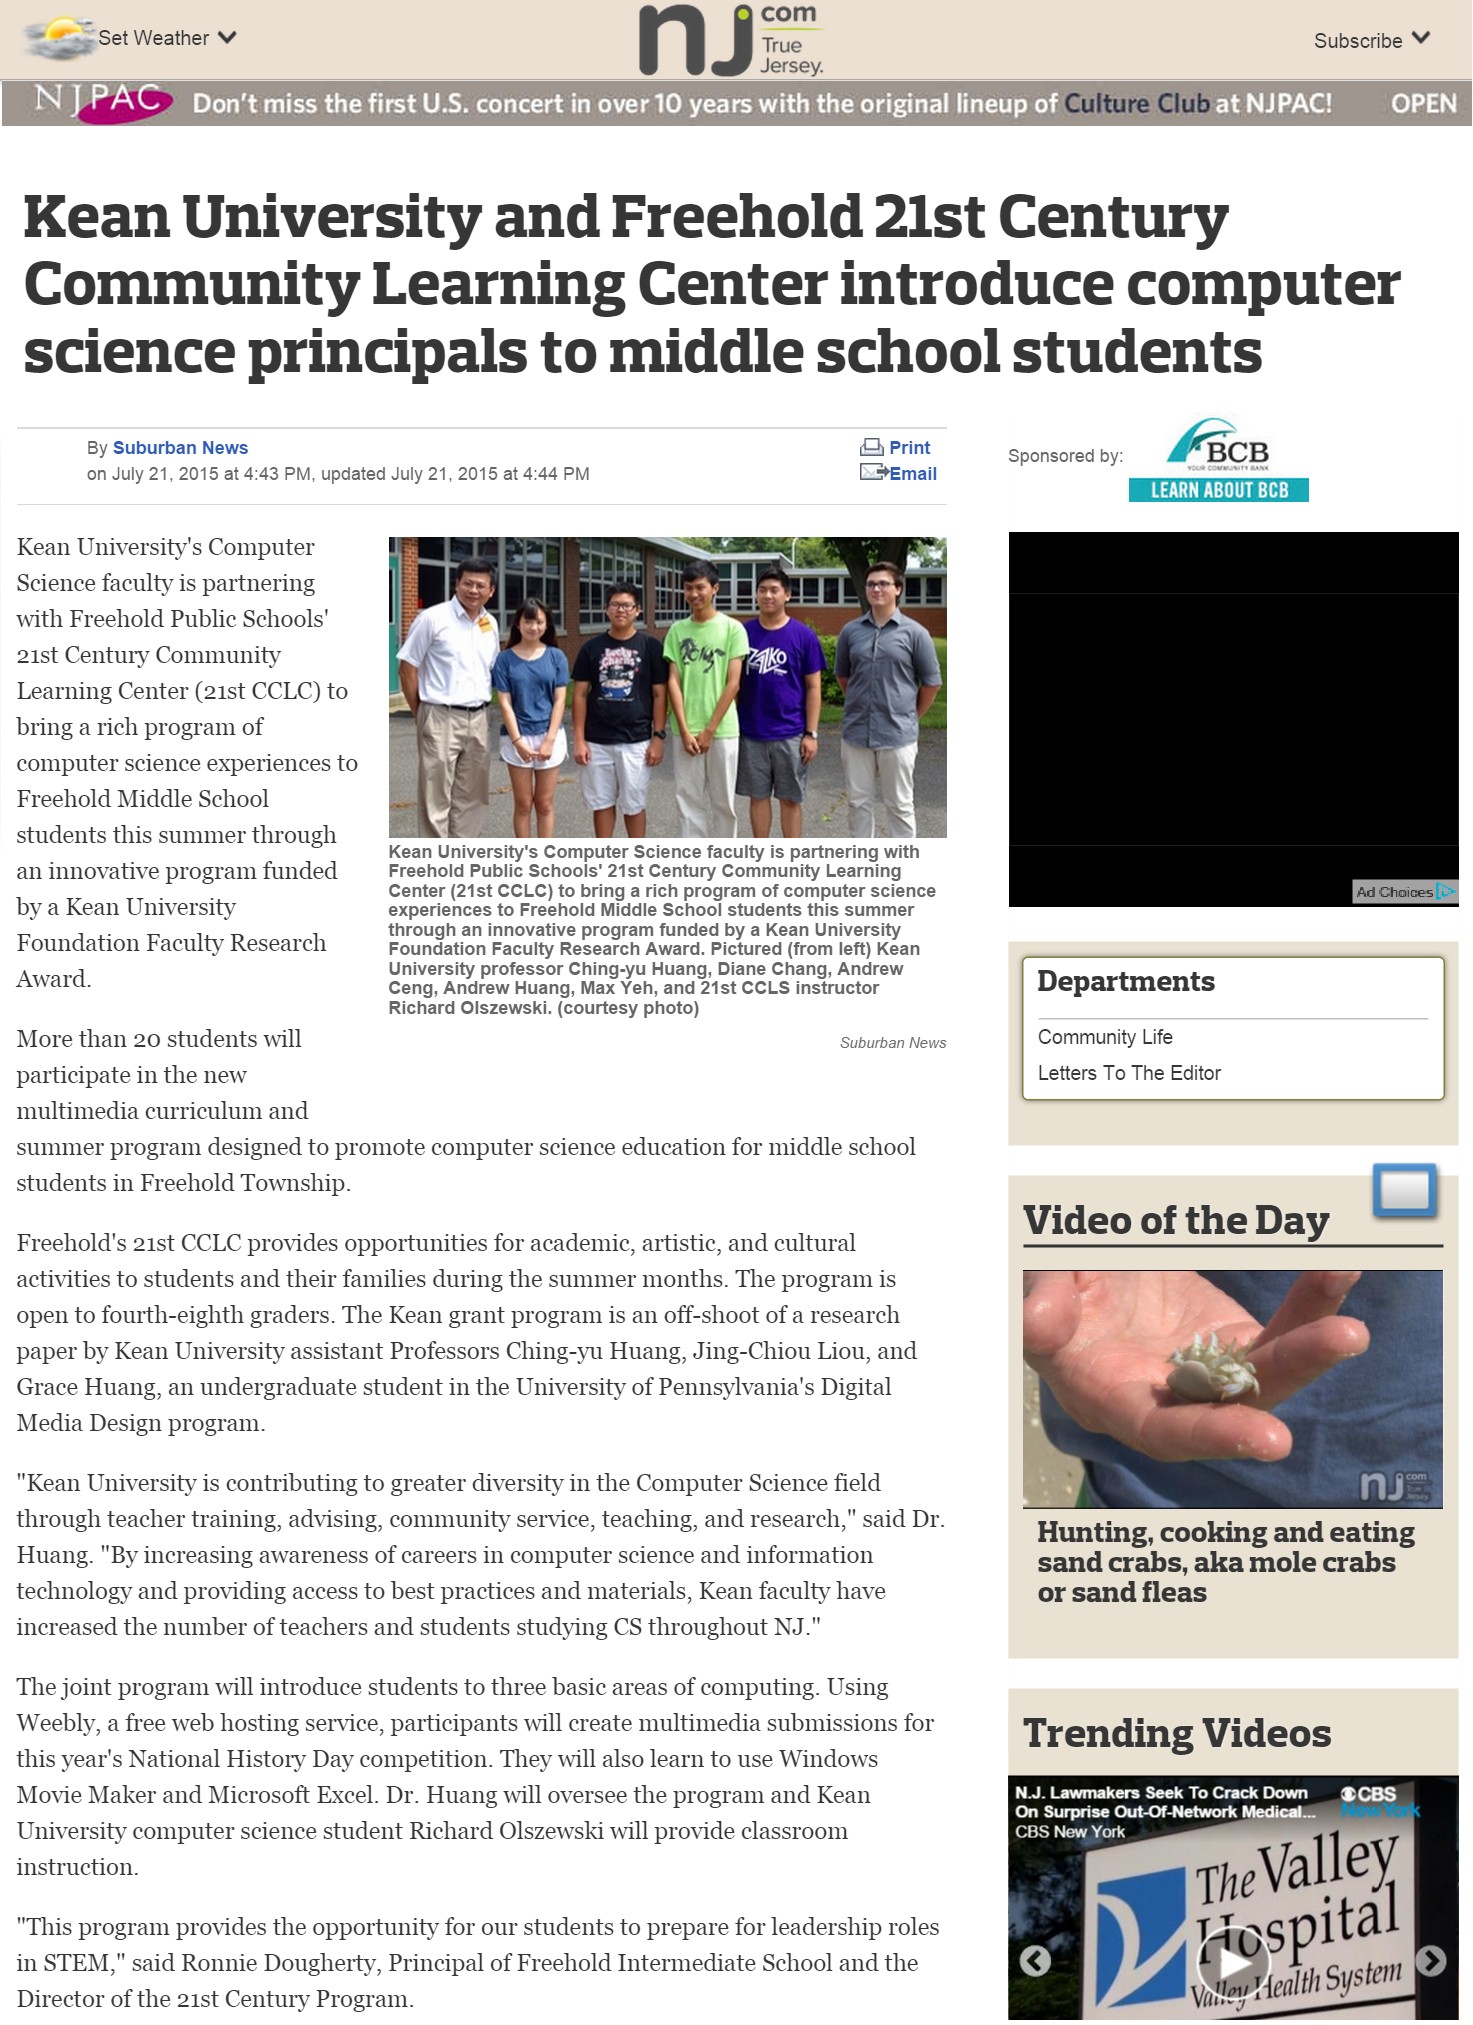 Set Weather
nj.com
True
Jersey.
Subscribe
NJPAC Don't miss the first U.S. concert in over 10 years with the original lineup of Culture Club at NJPAC! OPEN
Kean University and Freehold 21st Century
Community Learning Center introduce computer
science principals to middle school students
By Suburban News
on July 21, 2015 at 4:43 PM, updated July 21, 2015 at 4:44 PM
Print
Email
Kean University's Computer
Science faculty is partnering
with Freehold Public Schools'
21st Century Community
Learning Center (21st CCLC) to
bring a rich program of
computer science experiences to
Freehold Middle School
students this summer through
an innovative program funded
by a Kean University
Foundation Faculty Research
Award.
Kean University's Computer Science faculty is partnering with
Freehold Public Schools' 21st Century Community Learning
Center (21st CCLC) to bring a rich program of computer science
experiences to Freehold Middle School students this summer
through an innovative program funded by a Kean University
Foundation Faculty Research Award. Pictured (from left) Kean
University professor Ching-yu Huang, Diane Chang, Andrew
Ceng, Andrew Huang, Max Yeh, and 21st CCLS instructor
Richard Olszewski. (courtesy photo)
Suburban News
More than 20 students will
participate in the new
multimedia curriculum and
summer program designed to promote computer science education for middle school
students in Freehold Township.
Freehold's 21st CCLC provides opportunities for academic, artistic, and cultural
activities to students and their families during the summer months. The program is
open to fourth-eighth graders. The Kean grant program is an off-shoot of a research
paper by Kean University assistant Professors Ching-yu Huang, Jing-Chiou Liou, and
Grace Huang, an undergraduate student in the University of Pennsylvania's Digital
Media Design program.
"Kean University is contributing to greater diversity in the Computer Science field
through teacher training, advising, community service, teaching, and research," said Dr.
Huang. "By increasing awareness of careers in computer science and information
technology and providing access to best practices and materials, Kean faculty have
increased the number of teachers and students studying CS throughout NJ."
The joint program will introduce students to three basic areas of computing. Using
Weebly, a free web hosting service, participants will create multimedia submissions for
this year's National History Day competition. They will also learn to use Windows
Movie Maker and Microsoft Excel. Dr. Huang will oversee the program and Kean
University computer science student Richard Olszewski will provide classroom
instruction.
"This program provides the opportunity for our students to prepare for leadership roles
in STEM," said Ronnie Dougherty, Principal of Freehold Intermediate School and the
Director of the 21st Century Program.
Sponsored by:
BCB
YOUR COMMUNITY BANK
LEARN ABOUT BCB
Ad Choices
Departments
Community Life
Letters To The Editor
Video of the Day
nj.com
True
Jersey.
Hunting, cooking and eating
sand crabs, aka mole crabs
or sand fleas
Trending Videos
N.J. Lawmakers Seek To Crack Down
On Surprise Out-Of-Network Medical...
CBS New York
CBS
New York
The Valley
Hospital
Valley Health System